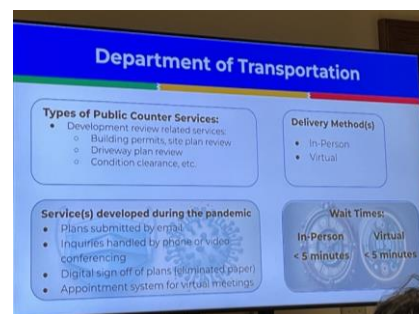 Department of Transportation
Types of Public Counter Services:
• Development review related services:
○ Building permits, site plan review
○ Driveway plan review
○ Condition clearance, etc.
Delivery Method(s)
• In-Person
• Virtual
Service(s) developed during the pandemic
• Plans submitted by email
• Inquiries handled by phone or video
conferencing
• Digital sign off of plans (eliminated paper)
• Appointment system for virtual meetings
Wait Times:
In-Person
< 5 minutes
Virtual
< 5 minutes